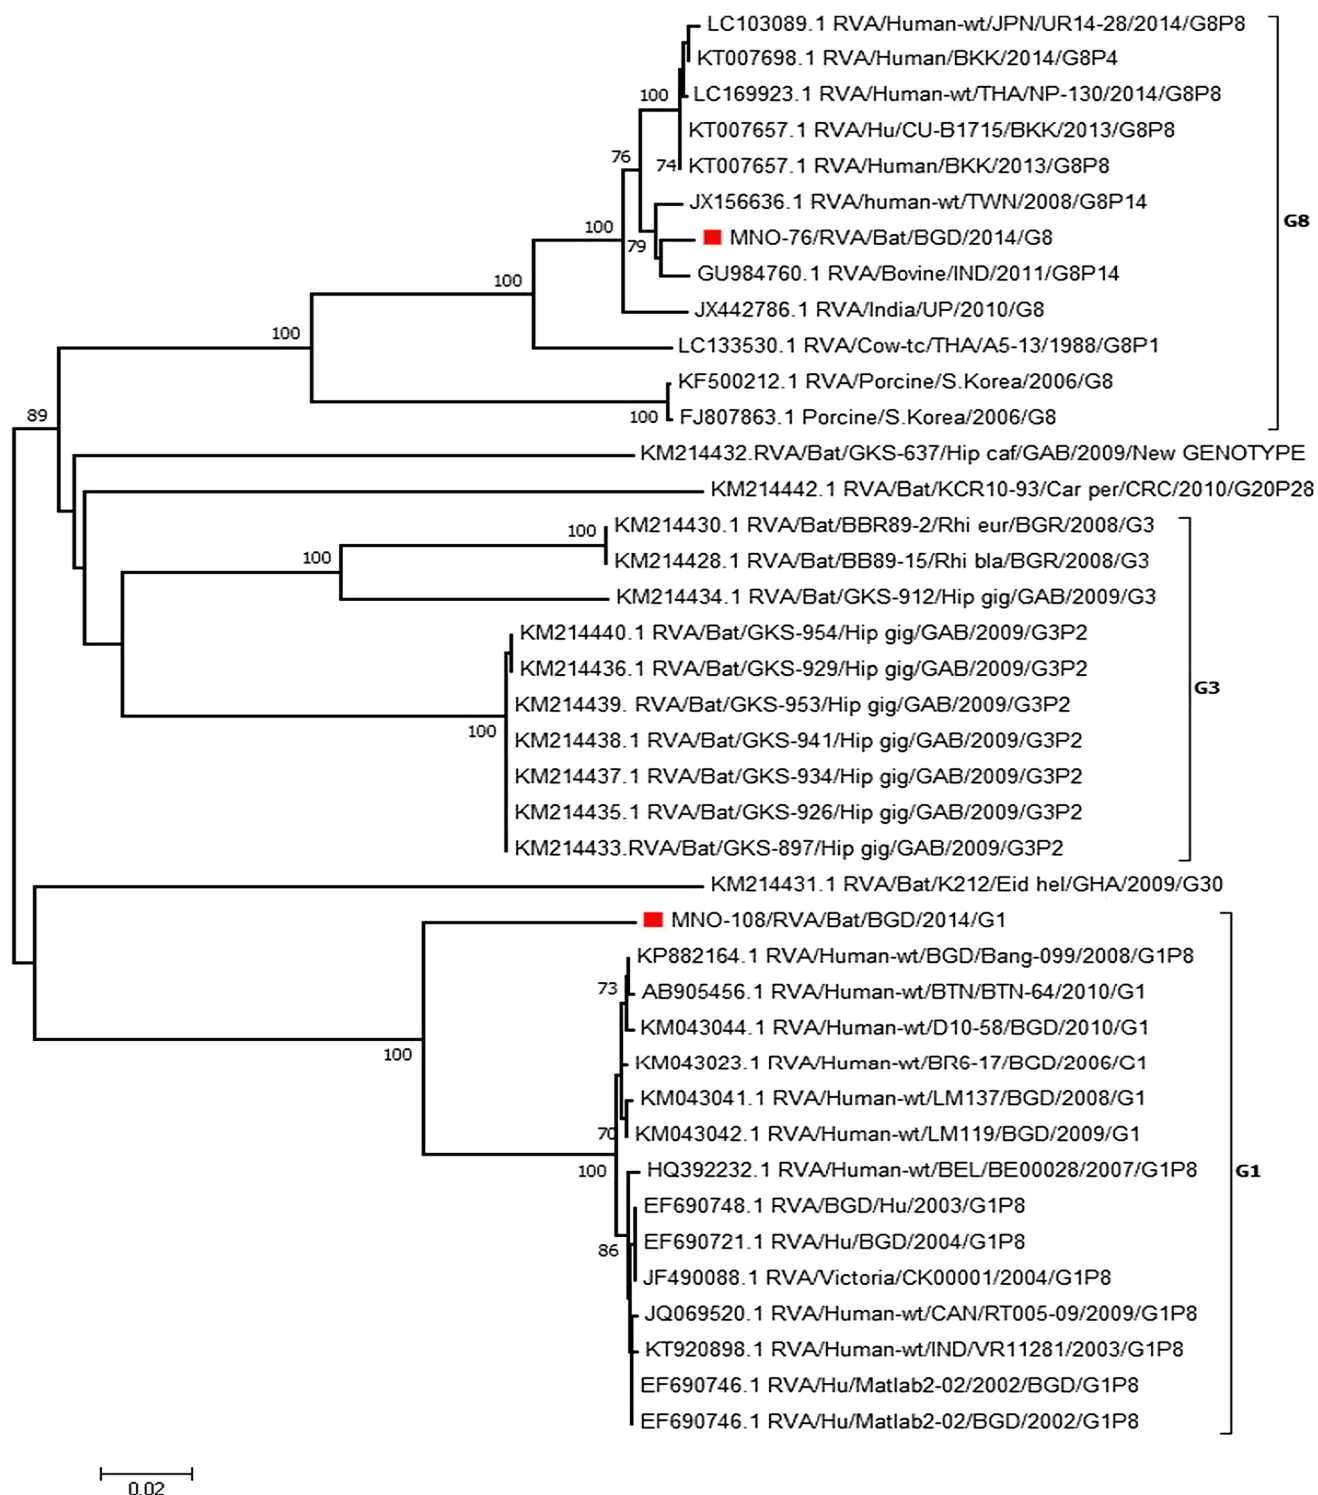 LC103089.1 RVA/Human-wt/JPN/UR14-28/2014/G8P8
KT007698.1 RVA/Human/BKK/2014/G8P4
100
LC169923.1 RVA/Human-wt/THA/NP-130/2014/G8P8
KT007657.1 RVA/Hu/CU-B1715/BKK/2013/G8P8
76
74
KT007657.1 RVA/Human/BKK/2013/G8P8
JX156636.1 RVA/human-wt/TWN/2008/G8P14
G8
100
79
MNO-76/RVA/Bat/BGD/2014/G8
100
GU984760.1 RVA/Bovine/IND/2011/G8P14
JX442786.1 RVA/India/UP/2010/G8
100
LC133530.1 RVA/Cow-tc/THA/A5-13/1988/G8P1
KF500212.1 RVA/Porcine/S.Korea/2006/G8
89
100
FJ807863.1 Porcine/S.Korea/2006/G8
KM214432.RVA/Bat/GKS-637/Hip caf/GAB/2009/New GENOTYPE
KM214442.1 RVA/Bat/KCR10-93/Car per/CRC/2010/G20P28
100
KM214430.1 RVA/Bat/BBR89-2/Rhi eur/BGR/2008/G3
100
KM214428.1 RVA/Bat/BB89-15/Rhi bla/BGR/2008/G3
KM214434.1 RVA/Bat/GKS-912/Hip gig/GAB/2009/G3
KM214440.1 RVA/Bat/GKS-954/Hip gig/GAB/2009/G3P2
KM214436.1 RVA/Bat/GKS-929/Hip gig/GAB/2009/G3P2
G3
KM214439. RVA/Bat/GKS-953/Hip gig/GAB/2009/G3P2
100
KM214438.1 RVA/Bat/GKS-941/Hip gig/GAB/2009/G3P2
KM214437.1 RVA/Bat/GKS-934/Hip gig/GAB/2009/G3P2
KM214435.1 RVA/Bat/GKS-926/Hip gig/GAB/2009/G3P2
KM214433.RVA/Bat/GKS-897/Hip gig/GAB/2009/G3P2
KM214431.1 RVA/Bat/K212/Eid hel/GHA/2009/G30
MNO-108/RVA/Bat/BGD/2014/G1
KP882164.1 RVA/Human-wt/BGD/Bang-099/2008/G1P8
73
AB905456.1 RVA/Human-wt/BTN/BTN-64/2010/G1
KM043044.1 RVA/Human-wt/D10-58/BGD/2010/G1
100
KM043023.1 RVA/Human-wt/BR6-17/BGD/2006/G1
KM043041.1 RVA/Human-wt/LM137/BGD/2008/G1
70
KM043042.1 RVA/Human-wt/LM119/BGD/2009/G1
100
HQ392232.1 RVA/Human-wt/BEL/BE00028/2007/G1P8
G1
EF690748.1 RVA/BGD/Hu/2003/G1P8
86
EF690721.1 RVA/Hu/BGD/2004/G1P8
JF490088.1 RVA/Victoria/CK00001/2004/G1P8
JQ069520.1 RVA/Human-wt/CAN/RT005-09/2009/G1P8
KT920898.1 RVA/Human-wt/IND/VR11281/2003/G1P8
EF690746.1 RVA/Hu/Matlab2-02/2002/BGD/G1P8
EF690746.1 RVA/Hu/Matlab2-02/BGD/2002/G1P8
0.02